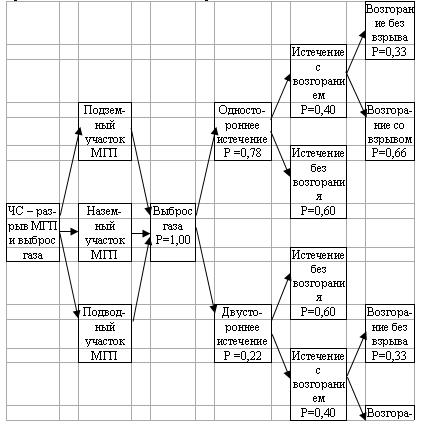 Возгоран
ие без
взрыва
P=0,33
Истечение
с
возгорани
ем
P=0,40
Подзем-
ный
участок
МГП
Односто-
роннее
истечение
P =0,78
Возгора-
ние со
взрывом
P=0,66
Истечение
без
возгорани
я
P=0,60
ЧС – раз-
рыв МГП
и выброс
газа
Назем-
ный
участок
МГП
Выброс
газа
P=1,00
Истечение
без
возгорани
я
P=0,60
Подвод-
ный
участок
МГП
Двусто-
роннее
истечение
P =0,22
Возгора-
ние без
взрыва
P=0,33
Истечение
с
возгорани
ем
P=0,40
Возгора-